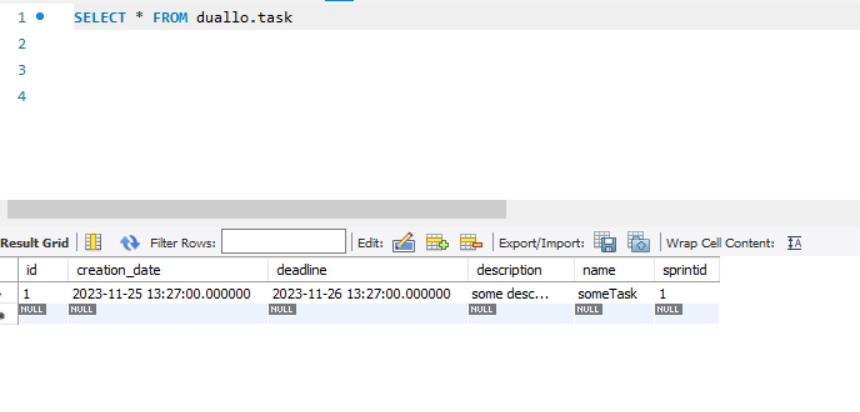 1 SELECT * FROM duallo.task
2
3
4
Result Grid Filter Rows: Edit: Export/Import: Wrap Cell Content: IA
id creation_date deadline description name sprintid
1 2023-11-25 13:27:00.000000 2023-11-26 13:27:00.000000 some desc... someTask 1
NULL NULL NULL NULL NULL NULL